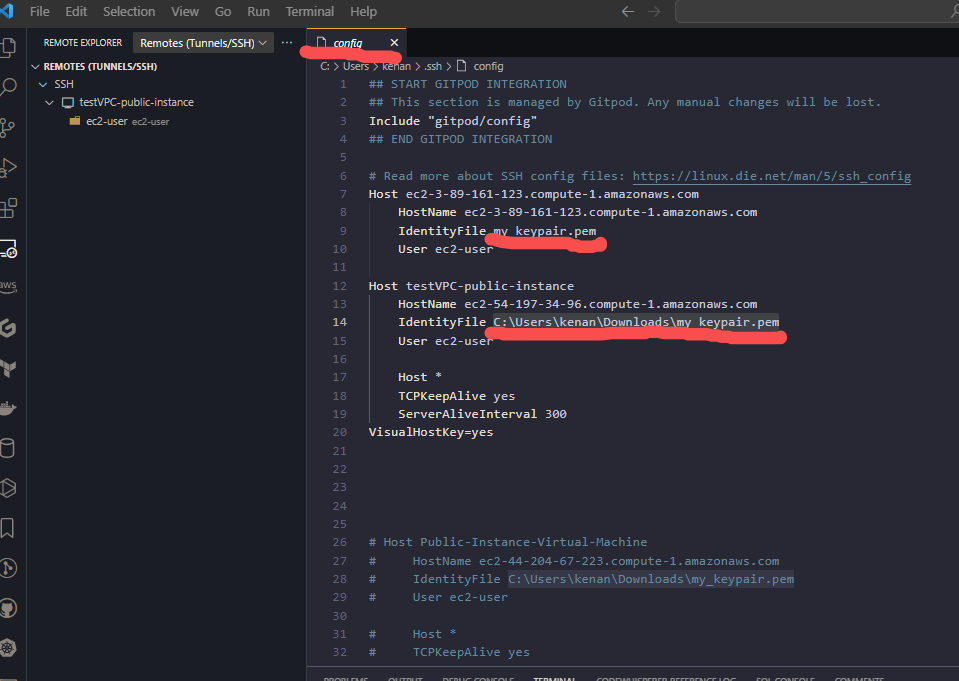 File Edit Selection View Go Run Terminal Help
REMOTE EXPLORER Remotes (Tunnels/SSH) ···
REMOTES (TUNNELS/SSH)
SSH
testVPC-public-instance
ec2-user ec2-user
aws
config
C: > Users > kenan > .ssh > config
1 ## START GITPOD INTEGRATION
2 ## This section is managed by Gitpod. Any manual changes will be lost.
3 Include "gitpod/config"
4 ## END GITPOD INTEGRATION
5
6 # Read more about SSH config files: https://linux.die.net/man/5/ssh_config
7 Host ec2-3-89-161-123.compute-1.amazonaws.com
8 HostName ec2-3-89-161-123.compute-1.amazonaws.com
9 IdentityFile my_keypair.pem
10 User ec2-user
11
12 Host testVPC-public-instance
13 HostName ec2-54-197-34-96.compute-1.amazonaws.com
14 IdentityFile C:\Users\kenan\Downloads\my_keypair.pem
15 User ec2-user
16
17 Host *
18 TCPKeepAlive yes
19 ServerAliveInterval 300
20 VisualHostKey=yes
21
22
23
24
25
26 # Host Public-Instance-Virtual-Machine
27 # HostName ec2-44-204-67-223.compute-1.amazonaws.com
28 # IdentityFile C:\Users\kenan\Downloads\my_keypair.pem
29 # User ec2-user
30
31 # Host *
32 # TCPKeepAlive yes
PROBLEMS OUTPUT DEBUG CONSOLE TERMINAL CODEWHISPERER REFERENCE LOG SQL CONSOLE COMMENTS